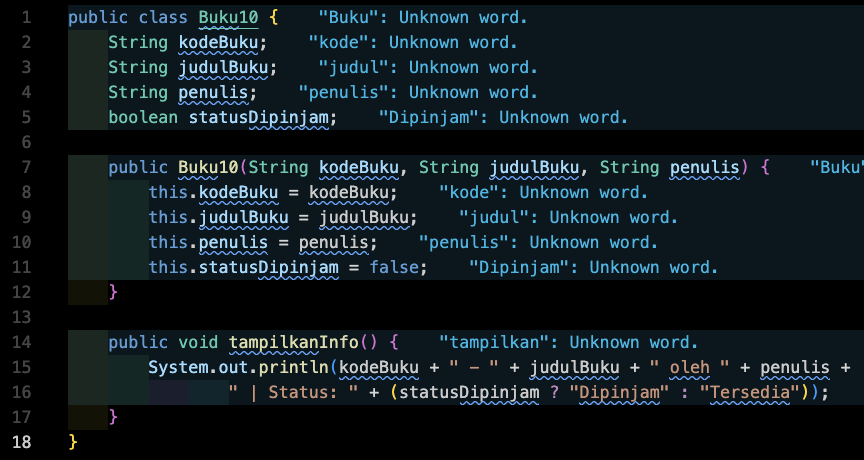 1 public class Buku10 { "Buku": Unknown word.
2 String kodeBuku; "kode": Unknown word.
3 String judulBuku; "judul": Unknown word.
4 String penulis; "penulis": Unknown word.
5 boolean statusDipinjam; "Dipinjam": Unknown word.
6
7 public Buku10(String kodeBuku, String judulBuku, String penulis) { "Buku"
8 this.kodeBuku = kodeBuku; "kode": Unknown word.
9 this.judulBuku = judulBuku; "judul": Unknown word.
10 this.penulis = penulis; "penulis": Unknown word.
11 this.statusDipinjam = false; "Dipinjam": Unknown word.
12 }
13
14 public void tampilkanInfo() { "tampilkan": Unknown word.
15 System.out.println(kodeBuku + " - " + judulBuku + " oleh " + penulis +
16 " | Status: " + (statusDipinjam ? "Dipinjam" : "Tersedia"));
17 }
18 }